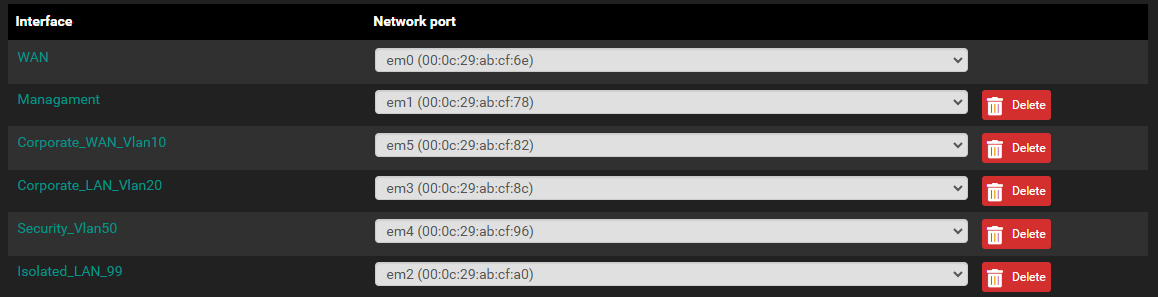 Interface Network port
WAN em0 (00:0c:29:ab:cf:6e)
Managament em1 (00:0c:29:ab:cf:78) Delete
Corporate_WAN_Vlan10 em5 (00:0c:29:ab:cf:82) Delete
Corporate_LAN_Vlan20 em3 (00:0c:29:ab:cf:8c) Delete
Security_Vlan50 em4 (00:0c:29:ab:cf:96) Delete
Isolated_LAN_99 em2 (00:0c:29:ab:cf:a0) Delete